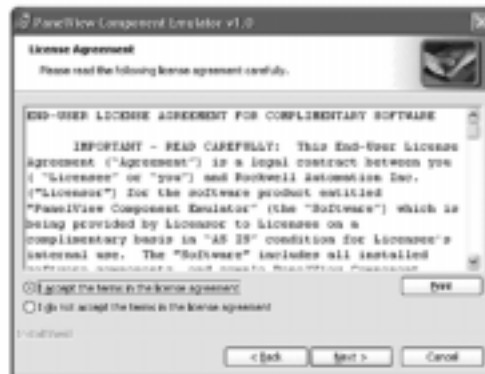 PanelView Component Emulator v1.0
License Agreement
Please read the following license agreement carefully.
END-USER LICENSE AGREEMENT FOR COMPLIMENTARY SOFTWARE
IMPORTANT - READ CAREFULLY: This End-User License
Agreement ("Agreement") is a legal contract between you
( "Licensee" or "you") and Rockwell Automation Inc.
("Licensor") for the software product entitled
"PanelView Component Emulator" (the "Software") which is
being provided by Licensor to Licensee on a
complimentary basis in "AS IS" condition for Licensee's
internal use. The "Software" includes all installed
software components, and
I accept the terms in the license agreement
Print
I do not accept the terms in the license agreement
InstallShield
< Back
Next >
Cancel